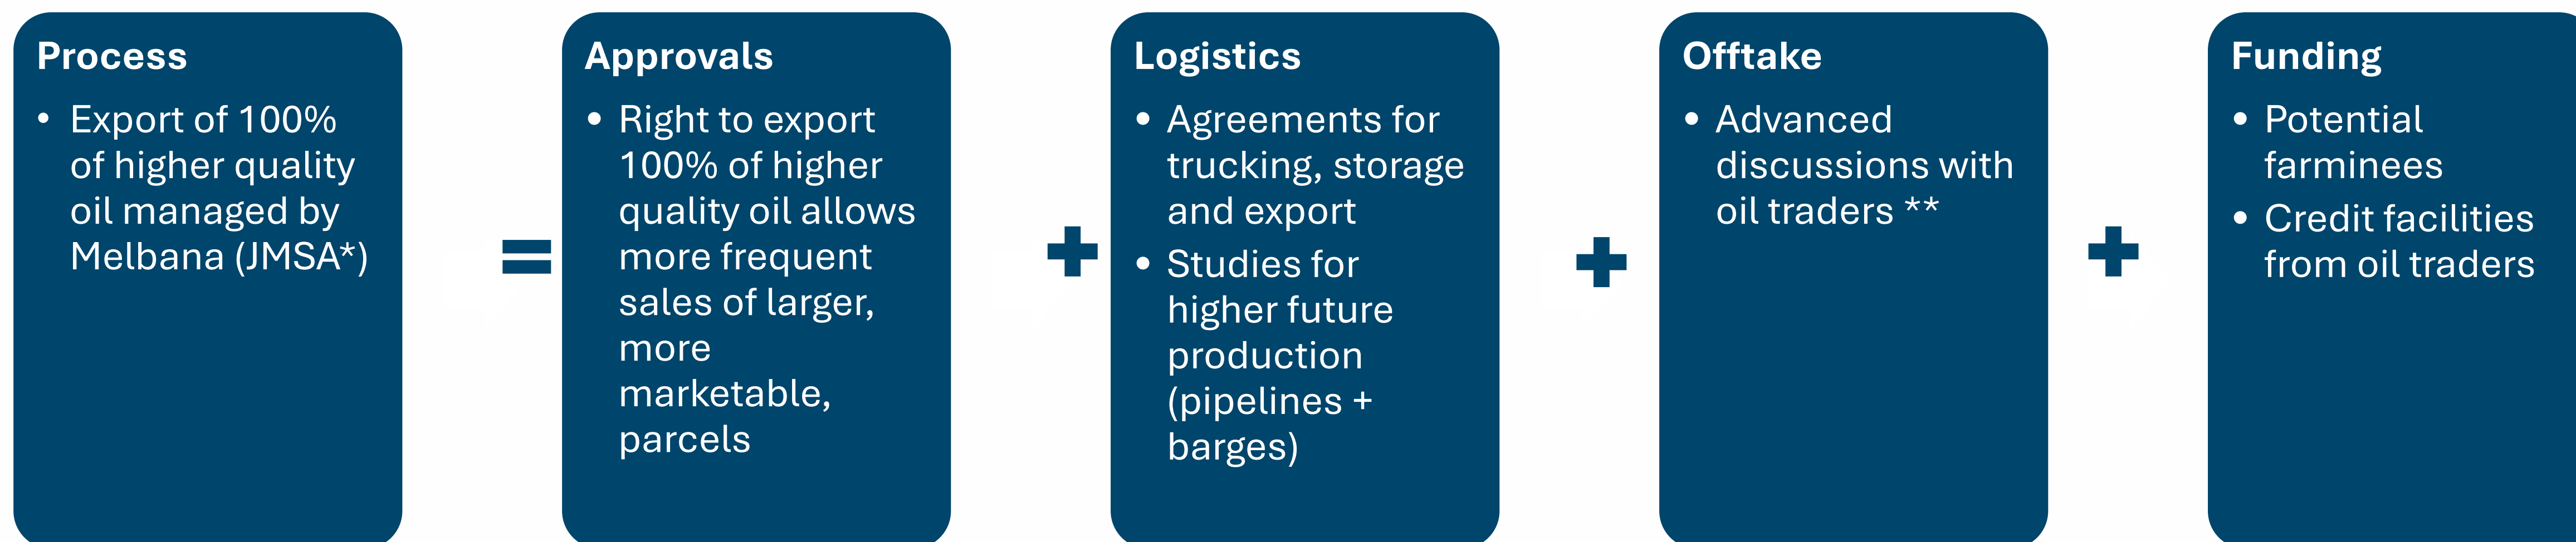 Process
• Export of 100%
of higher quality
oil managed by
Melbana (JMSA*)
=
Approvals
• Right to export
100% of higher
quality oil allows
more frequent
sales of larger,
more
marketable,
parcels
+
Logistics
• Agreements for
trucking, storage
and export
• Studies for
higher future
production
(pipelines +
barges)
+
Offtake
• Advanced
discussions with
oil traders **
+
Funding
• Potential
farminees
• Credit facilities
from oil traders